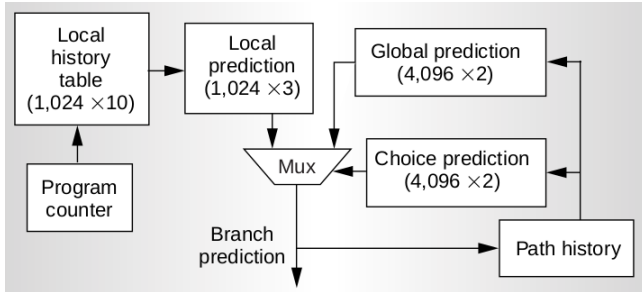 Local
history
table
(1,024 ×10)
Local
prediction
(1,024 ×3)
Global prediction
(4,096 ×2)
Mux
Choice prediction
(4,096 ×2)
Program
counter
Branch
prediction
Path history